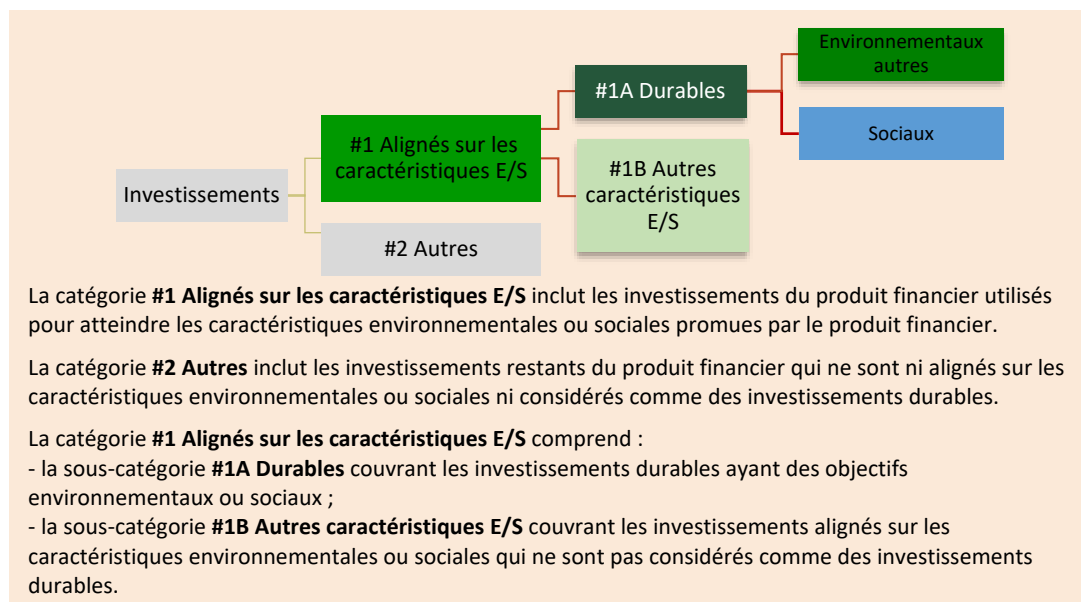 Environnementaux
autres
#1A Durables
Sociaux
#1 Alignés sur les
caractéristiques E/S
#1B Autres
caractéristiques
E/S
Investissements
#2 Autres
La catégorie #1 Alignés sur les caractéristiques E/S inclut les investissements du produit financier utilisés
pour atteindre les caractéristiques environnementales ou sociales promues par le produit financier.
La catégorie #2 Autres inclut les investissements restants du produit financier qui ne sont ni alignés sur les
caractéristiques environnementales ou sociales ni considérés comme des investissements durables.
La catégorie #1 Alignés sur les caractéristiques E/S comprend :
- la sous-catégorie #1A Durables couvrant les investissements durables ayant des objectifs
environnementaux ou sociaux ;
- la sous-catégorie #1B Autres caractéristiques E/S couvrant les investissements alignés sur les
caractéristiques environnementales ou sociales qui ne sont pas considérés comme des investissements
durables.